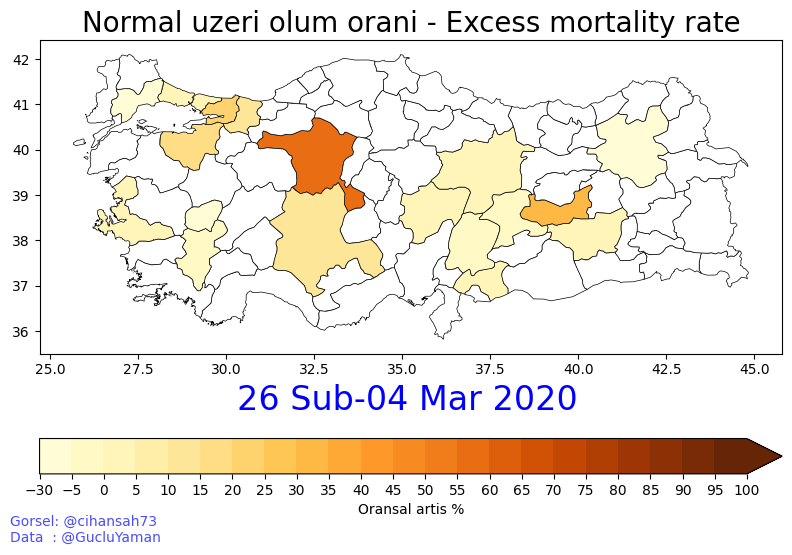 Normal uzeri olum orani - Excess mortality rate
42
41
40
39
38
37
36
25.0 27.5 30.0 32.5 35.0 37.5 40.0 42.5 45.0
26 Sub-04 Mar 2020
−30 −5 0 5 10 15 20 25 30 35 40 45 50 55 60 65 70 75 80 85 90 95 100
Oransal artis %
Gorsel: @cihansah73
Data : @GucluYaman